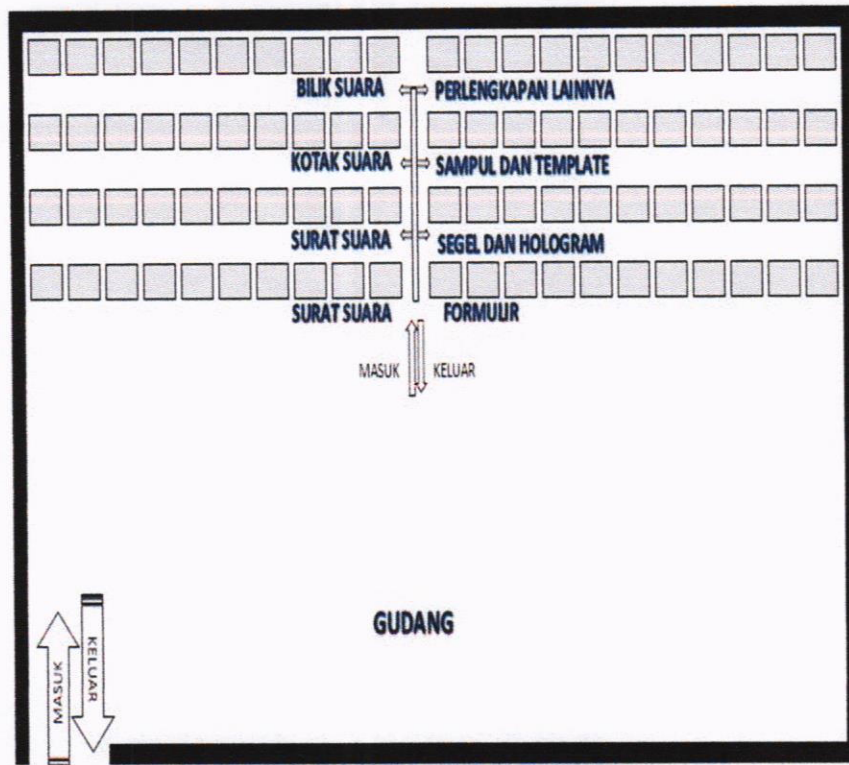 BILIK SUARA PERLENGKAPAN LAINNYA
KOTAK SUARA SAMPUL DAN TEMPLATE
SURAT SUARA SEGEL DAN HOLOGRAM
SURAT SUARA FORMULIR
MASUK KELUAR
GUDANG
MASUK
KELUAR